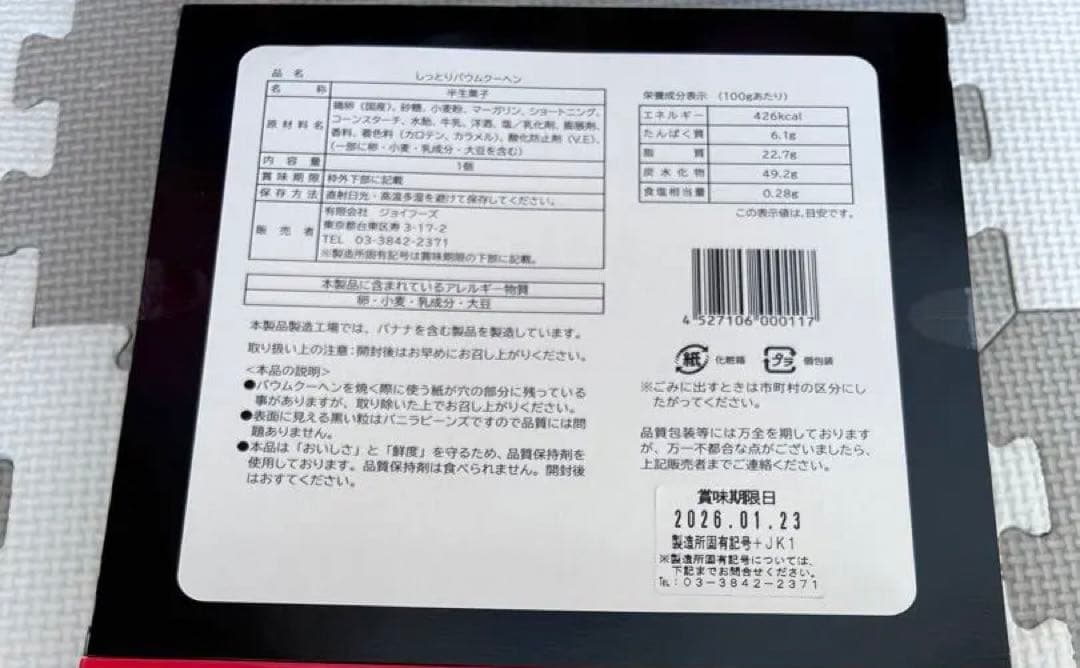 品名 しっとりバウムクーヘン
名称 半生菓子
原材料名 鶏卵（国産）、砂糖、小麦粉、マーガリン、ショートニング、
コーンスターチ、水飴、牛乳、洋酒、塩／乳化剤、膨脹剤、
香料、着色料（カロテン、カラメル）、酸化防止剤（V.E）、
（一部に卵・小麦・乳成分・大豆を含む）
内容量 1個
賞味期限 枠外下部に記載
保存方法 直射日光・高温多湿を避けて保存してください。
販売者 有限会社 ジョイフーズ
東京都台東区寿 3-17-2
TEL 03-3842-2371
※製造所固有記号は賞味期限の下部に記載。
本製品に含まれているアレルギー物質
卵・小麦・乳成分・大豆
本製品製造工場では、バナナを含む製品を製造しています。
取り扱い上の注意：開封後はお早めにお召し上がりください。
＜本品の説明＞
●バウムクーヘンを焼く際に使う紙が穴の部分に残っている
事がありますが、取り除いた上でお召し上がりください。
●表面に見える黒い粒はバニラビーンズですので品質には問
題ありません。
●本品は「おいしさ」と「鮮度」を守るため、品質保持剤を
使用しております。品質保持剤は食べられません。開封後
はおすてください。
栄養成分表示 （100gあたり）
エネルギー 426kcal
たんぱく質 6.1g
脂質 22.7g
炭水化物 49.2g
食塩相当量 0.28g
この表示値は、目安です。
4 527106 000117
紙 化粧箱 プラ 個包装
※ごみに出すときは市町村の区分にし
たがってください。
品質包装等には万全を期しております
が、万一不都合な点がございましたら、
上記販売者までご連絡ください。
賞味期限日
2026.01.23
製造所固有記号＋JK1
※製造所固有記号については、
下記までお問合せください。
℡：03-3842-2371